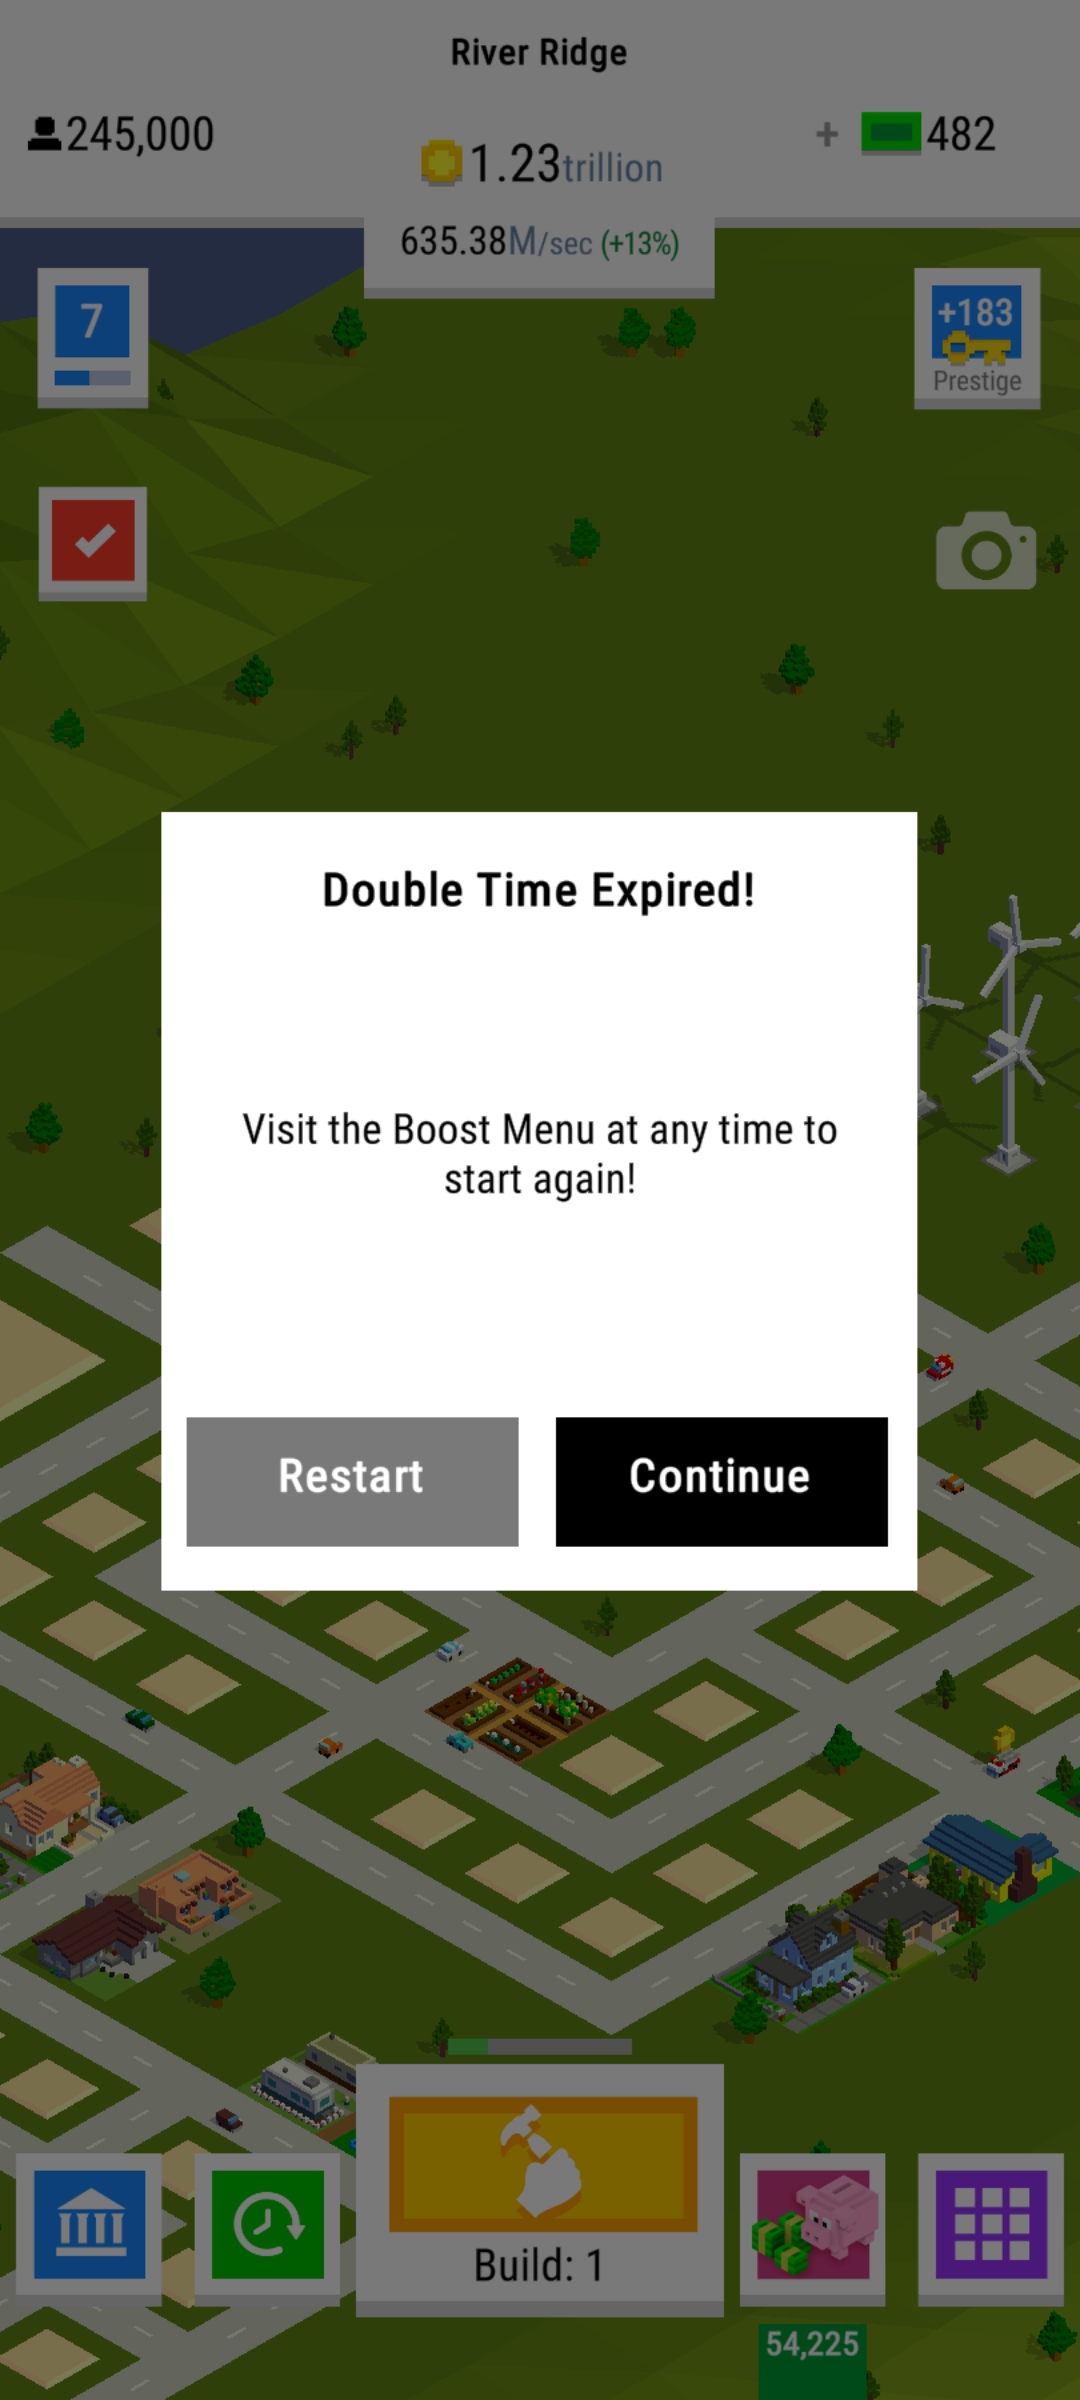 River Ridge
245,000
1.23trillion
+ 482
635.38M/sec (+13%)
7
+183
Prestige
Double Time Expired!
Visit the Boost Menu at any time to
start again!
Restart
Continue
Build: 1
54,225